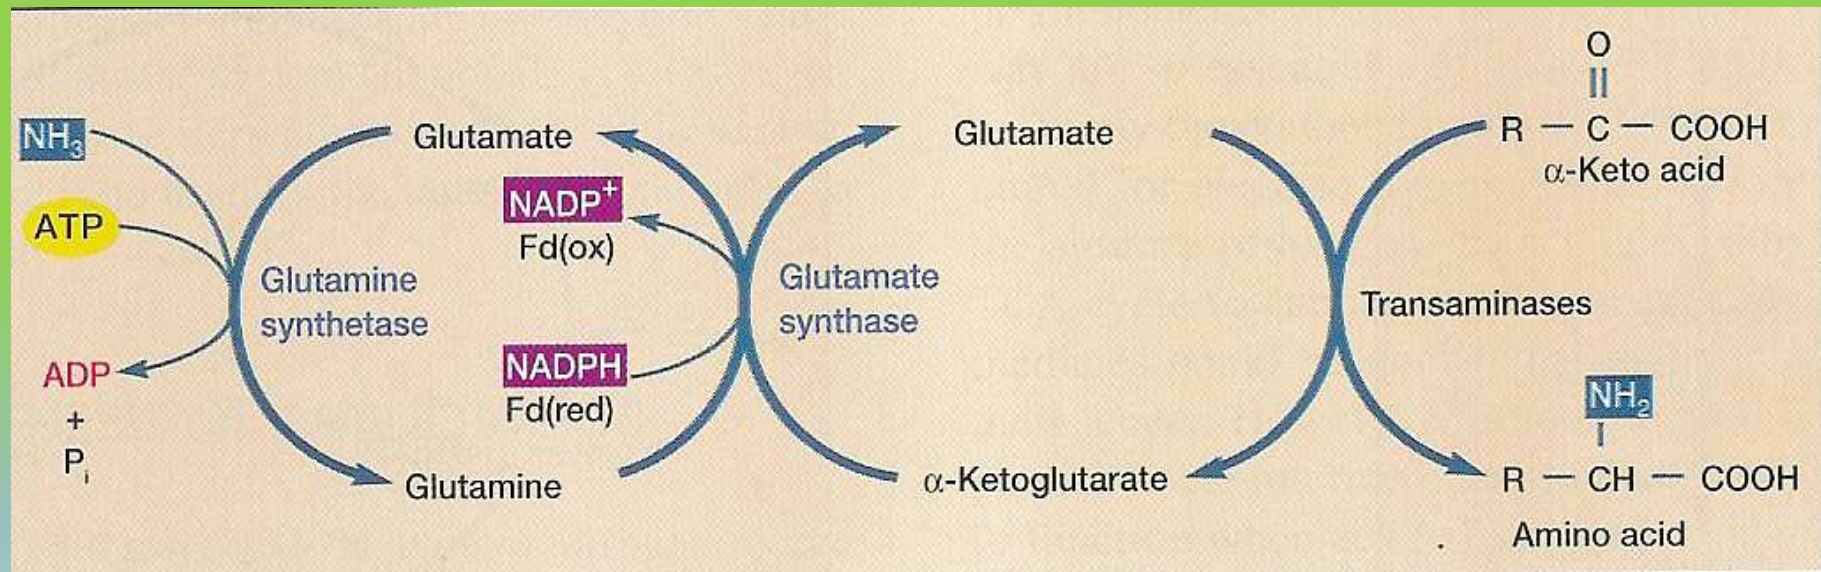 NH₃
ATP
ADP
+
Pᵢ
Glutamate
Glutamine
synthetase
Glutamine
NADP⁺
Fd(ox)
NADPH
Fd(red)
Glutamate
synthase
Glutamate
α-Ketoglutarate
Transaminases
O
||
R — C — COOH
α-Keto acid
NH₂
|
R — CH — COOH
Amino acid